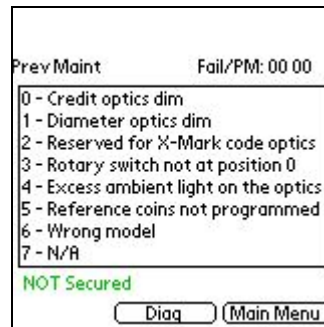 Prev Maint Fail/PM: 00 00
0 - Credit optics dim
1 - Diameter optics dim
2 - Reserved for X-Mark code optics
3 - Rotary switch not at position 0
4 - Excess ambient light on the optics
5 - Reference coins not programmed
6 - Wrong model
7 - N/A
NOT Secured
Diag Main Menu